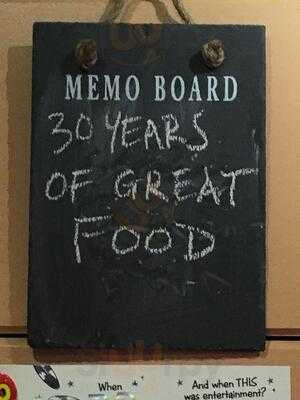 MEMO BOARD
30 YEARS
OF GREAT
FOOD
When
And when THIS
was entertainment?